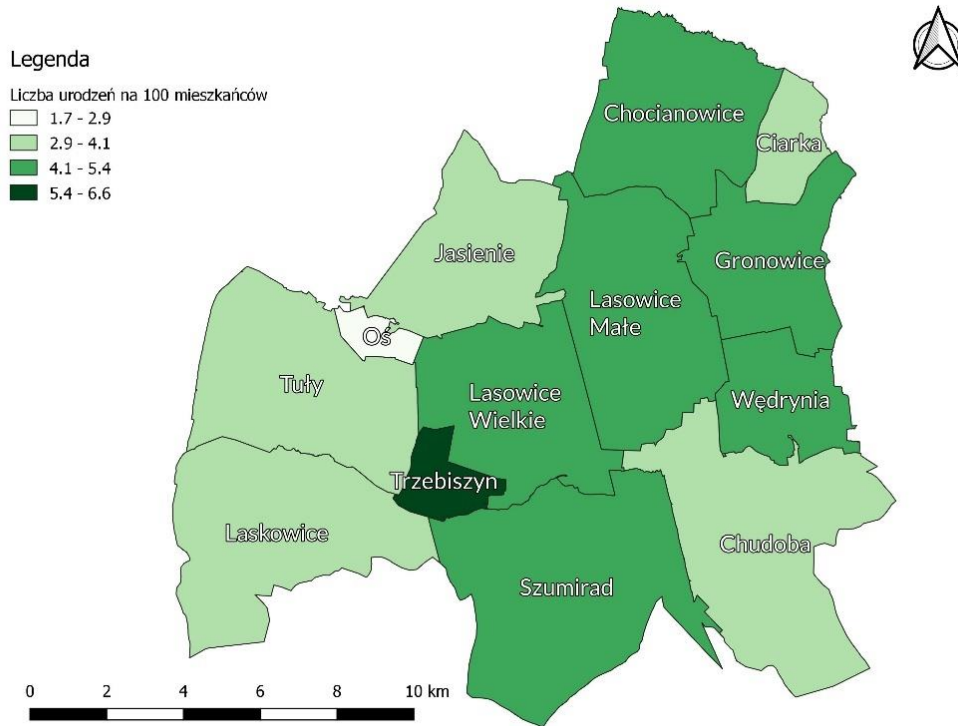 Legenda
Liczba urodzeń na 100 mieszkańców
1.7 - 2.9
2.9 - 4.1
4.1 - 5.4
5.4 - 6.6
Chocianowice
Ciarka
Jasienie
Gronowice
Lasowice
Małe
Oś
Tuły
Lasowice
Wielkie
Wędrynia
Trzebiszyn
Laskowice
Chudoba
Szumirad
0 2 4 6 8 10 km